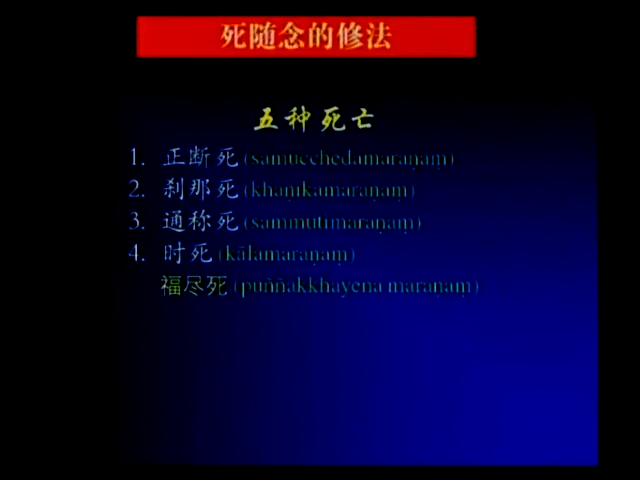 死随念的修法
五种死亡
1. 正断死 (samucchedamaraṇaṃ)
2. 刹那死 (khaṇikamaraṇaṃ)
3. 通称死 (sammutimaraṇaṃ)
4. 时死 (kālamaraṇaṃ)
福尽死 (puññakkhayena maraṇaṃ)